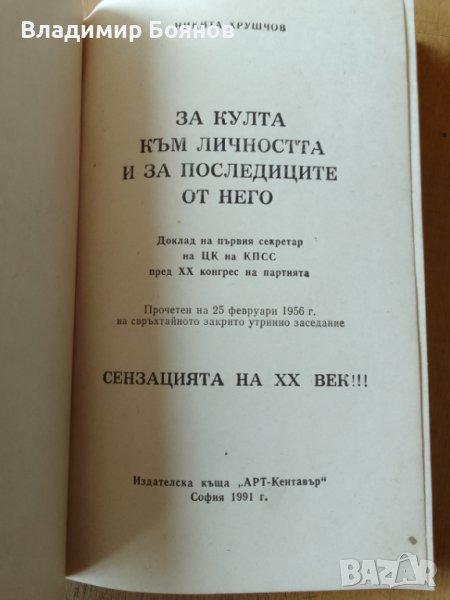 Владимир Боянов
НИКИТА ХРУШЧОВ
ЗА КУЛТА
КЪМ ЛИЧНОСТТА
И ЗА ПОСЛЕДИЦИТЕ
ОТ НЕГО
Доклад на първия секретар
на ЦК на КПСС
пред XX конгрес на партията
Прочетен на 25 февруари 1956 г.
на свръхтайното закрито утринно заседание
СЕНЗАЦИЯТА НА XX ВЕК!!!
Издателска къща „АРТ-Кентавър"
София 1991 г.
BAZAR